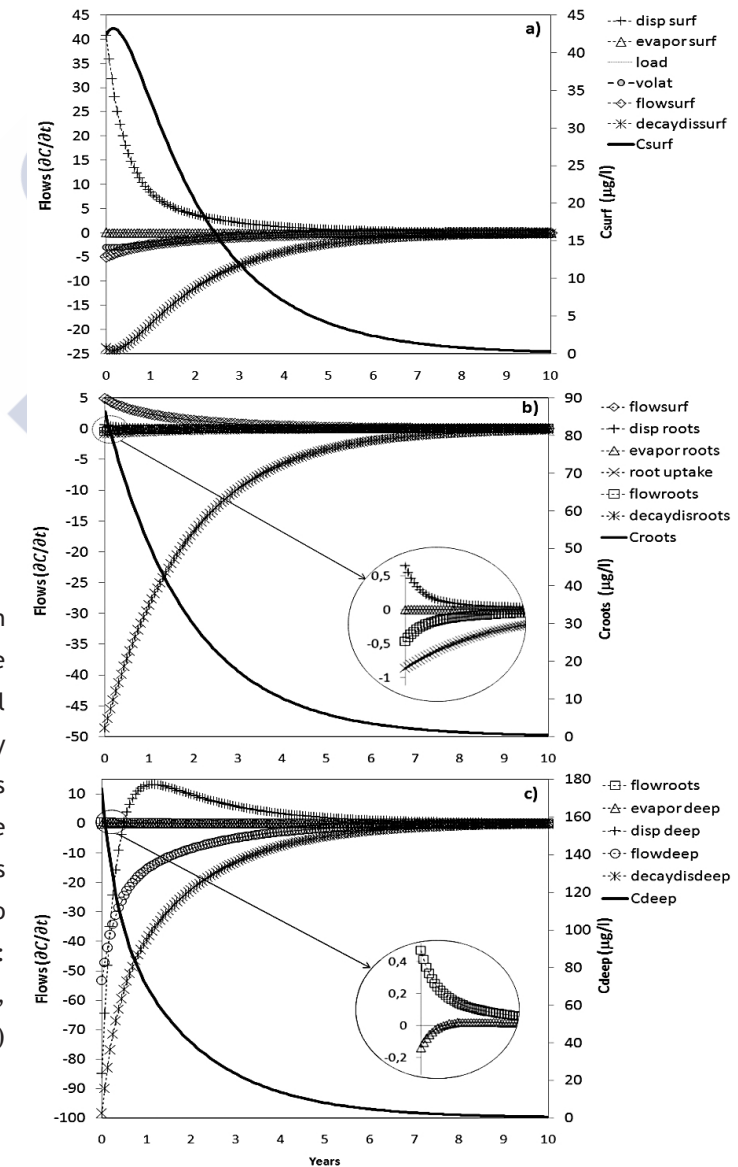 a)
45
40
35
30
25
20
15
10
5
0
-5
-10
-15
-20
-25
Flows (∂C/∂t)
0 1 2 3 4 5 6 7 8 9 10
45
40
35
30
25
20
15
10
5
0
Csurf (µg/l)
disp surf
evapor surf
load
volat
flowsurf
decaydissurf
Csurf
b)
5
0
-5
-10
-15
-20
-25
-30
-35
-40
-45
-50
Flows (∂C/∂t)
0,5
0
-0,5
-1
0 1 2 3 4 5 6 7 8 9 10
90
80
70
60
50
40
30
20
10
0
Croots (µg/l)
flowsurf
disp roots
evapor roots
root uptake
flowroots
decaydisroots
Croots
c)
10
0
-10
-20
-30
-40
-50
-60
-70
-80
-90
-100
Flows (∂C/∂t)
0,4
0,2
0
-0,2
0 1 2 3 4 5 6 7 8 9 10
Years
180
160
140
120
100
80
60
40
20
0
Cdeep (µg/l)
flowroots
evapor deep
disp deep
flowdeep
decaydisdeep
Cdeep